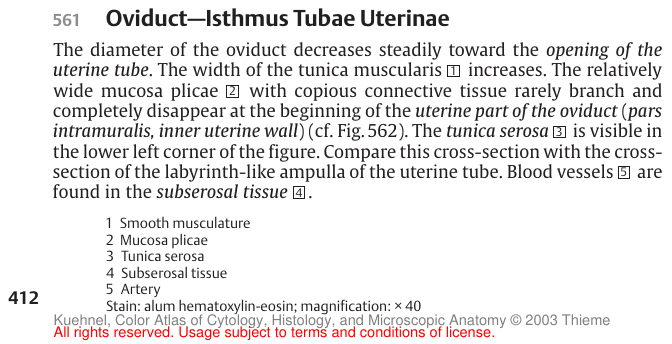 561 Oviduct—Isthmus Tubae Uterinae
The diameter of the oviduct decreases steadily toward the opening of the
uterine tube. The width of the tunica muscularis 1 increases. The relatively
wide mucosa plicae 2 with copious connective tissue rarely branch and
completely disappear at the beginning of the uterine part of the oviduct (pars
intramuralis, inner uterine wall) (cf. Fig. 562). The tunica serosa 3 is visible in
the lower left corner of the figure. Compare this cross-section with the cross-
section of the labyrinth-like ampulla of the uterine tube. Blood vessels 5 are
found in the subserosal tissue 4.
1 Smooth musculature
2 Mucosa plicae
3 Tunica serosa
4 Subserosal tissue
5 Artery
412
Stain: alum hematoxylin-eosin; magnification: × 40
Kuehnel, Color Atlas of Cytology, Histology, and Microscopic Anatomy © 2003 Thieme
All rights reserved. Usage subject to terms and conditions of license.